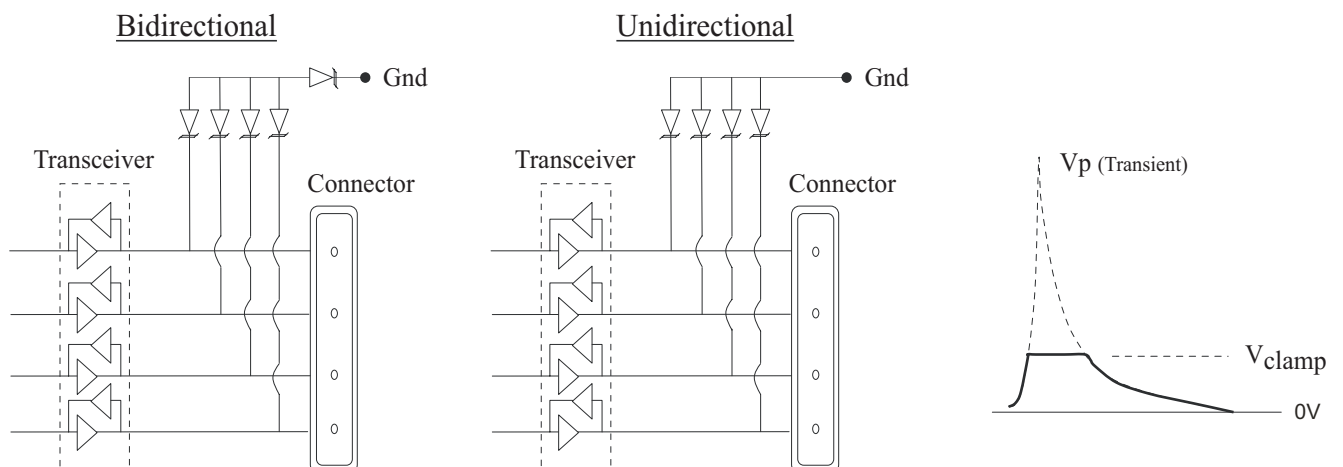 Bidirectional
Gnd
Transceiver
Connector
Unidirectional
Gnd
Transceiver
Connector
Vp (Transient)
Vclamp
0V